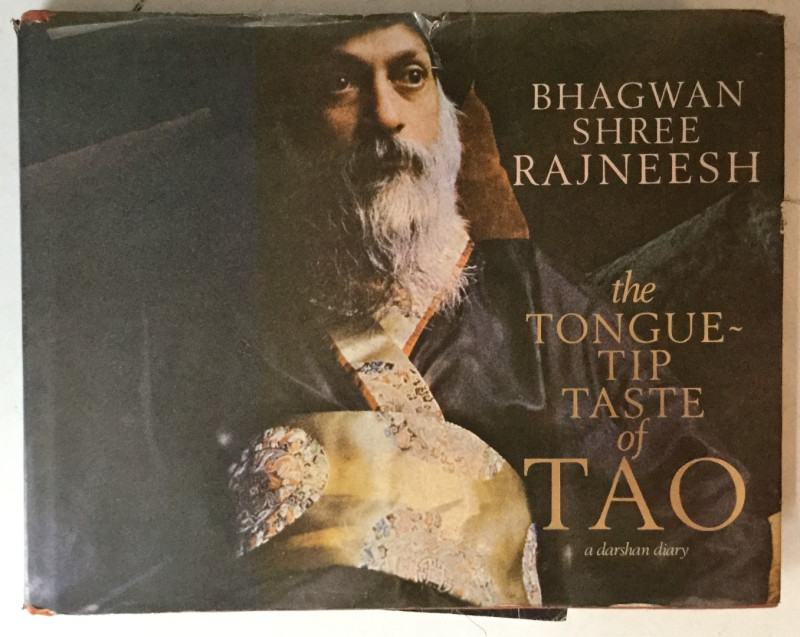 BHAGWAN
SHREE
RAJNEESH
the
TONGUE~
TIP
TASTE
of
TAO
a darshan diary